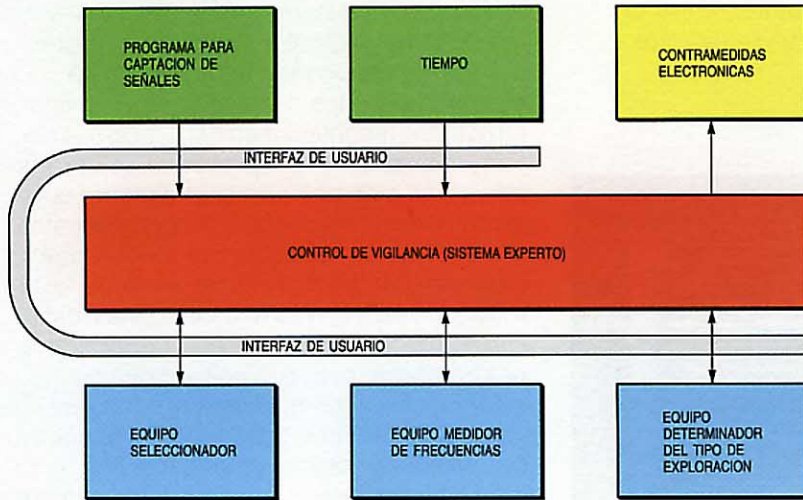 PROGRAMA PARA
CAPTACION DE
SEÑALES
TIEMPO
CONTRAMEDIDAS
ELECTRONICAS
INTERFAZ DE USUARIO
CONTROL DE VIGILANCIA (SISTEMA EXPERTO)
INTERFAZ DE USUARIO
EQUIPO
SELECCIONADOR
EQUIPO MEDIDOR
DE FRECUENCIAS
EQUIPO
DETERMINADOR
DEL TIPO DE
EXPLORACION